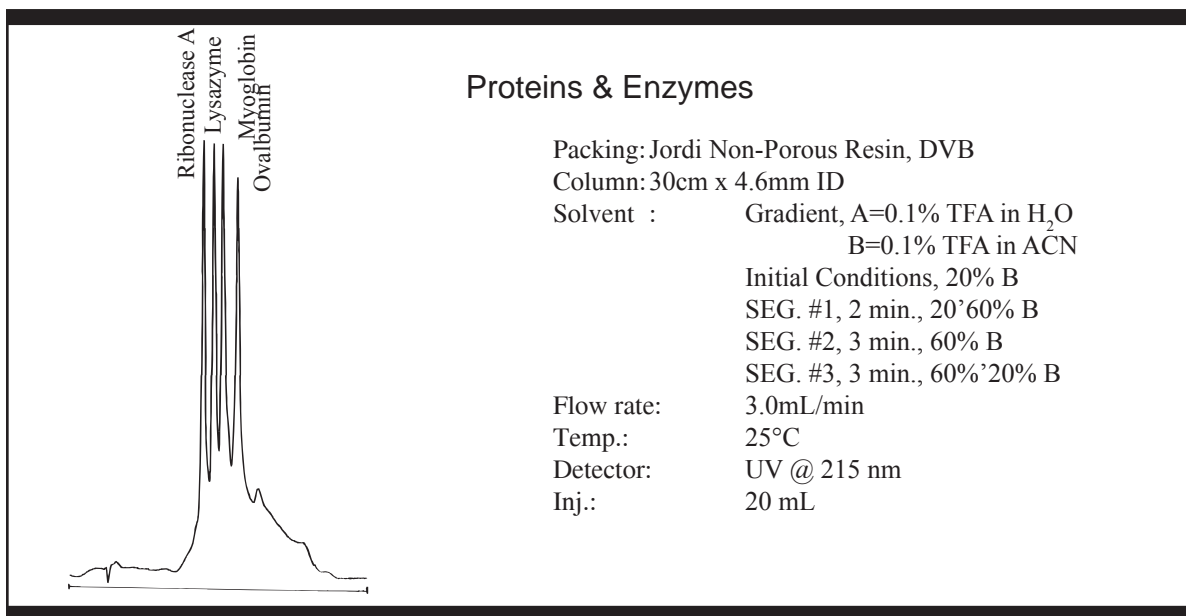 Ribonuclease A
Lysazyme
Myoglobin
Ovalbumin
Proteins & Enzymes
Packing: Jordi Non-Porous Resin, DVB
Column: 30cm x 4.6mm ID
Solvent : Gradient, A=0.1% TFA in H₂O
B=0.1% TFA in ACN
Initial Conditions, 20% B
SEG. #1, 2 min., 20’60% B
SEG. #2, 3 min., 60% B
SEG. #3, 3 min., 60%’20% B
Flow rate: 3.0mL/min
Temp.: 25°C
Detector: UV @ 215 nm
Inj.: 20 mL